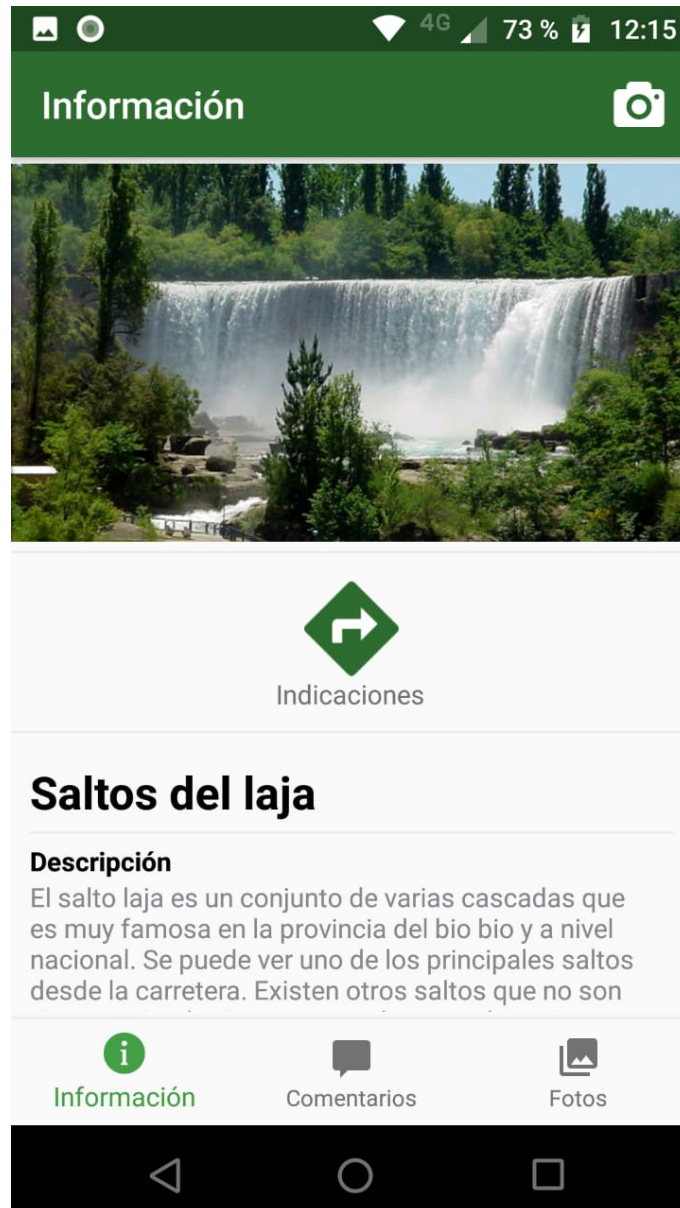 4G 73 % 12:15
Información
Indicaciones
Saltos del laja
Descripción
El salto laja es un conjunto de varias cascadas que
es muy famosa en la provincia del bio bio y a nivel
nacional. Se puede ver uno de los principales saltos
desde la carretera. Existen otros saltos que no son
Información Comentarios Fotos